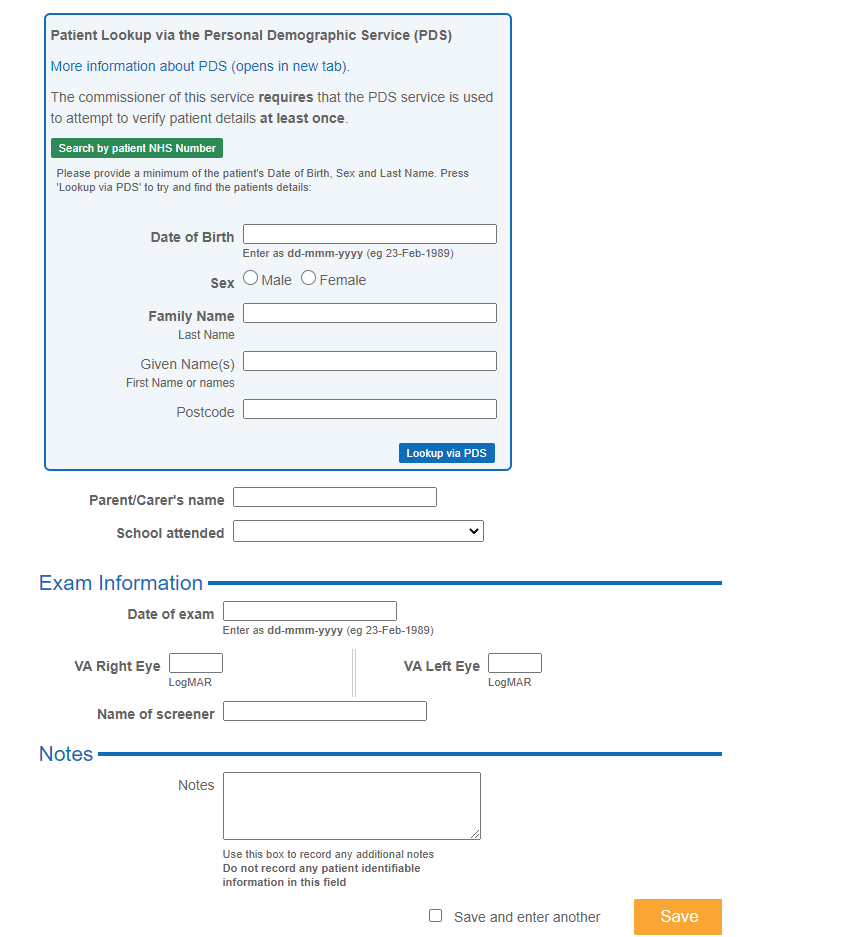 Patient Lookup via the Personal Demographic Service (PDS)
More information about PDS (opens in new tab).
The commissioner of this service requires that the PDS service is used
to attempt to verify patient details at least once.
Search by patient NHS Number
Please provide a minimum of the patient's Date of Birth, Sex and Last Name. Press
'Lookup via PDS' to try and find the patients details:
Date of Birth
Enter as dd-mmm-yyyy (eg 23-Feb-1989)
Sex Male Female
Family Name
Last Name
Given Name(s)
First Name or names
Postcode
Lookup via PDS
Parent/Carer's name
School attended
Exam Information
Date of exam
Enter as dd-mmm-yyyy (eg 23-Feb-1989)
VA Right Eye VA Left Eye
LogMAR LogMAR
Name of screener
Notes
Notes
Use this box to record any additional notes
Do not record any patient identifiable
information in this field
Save and enter another Save